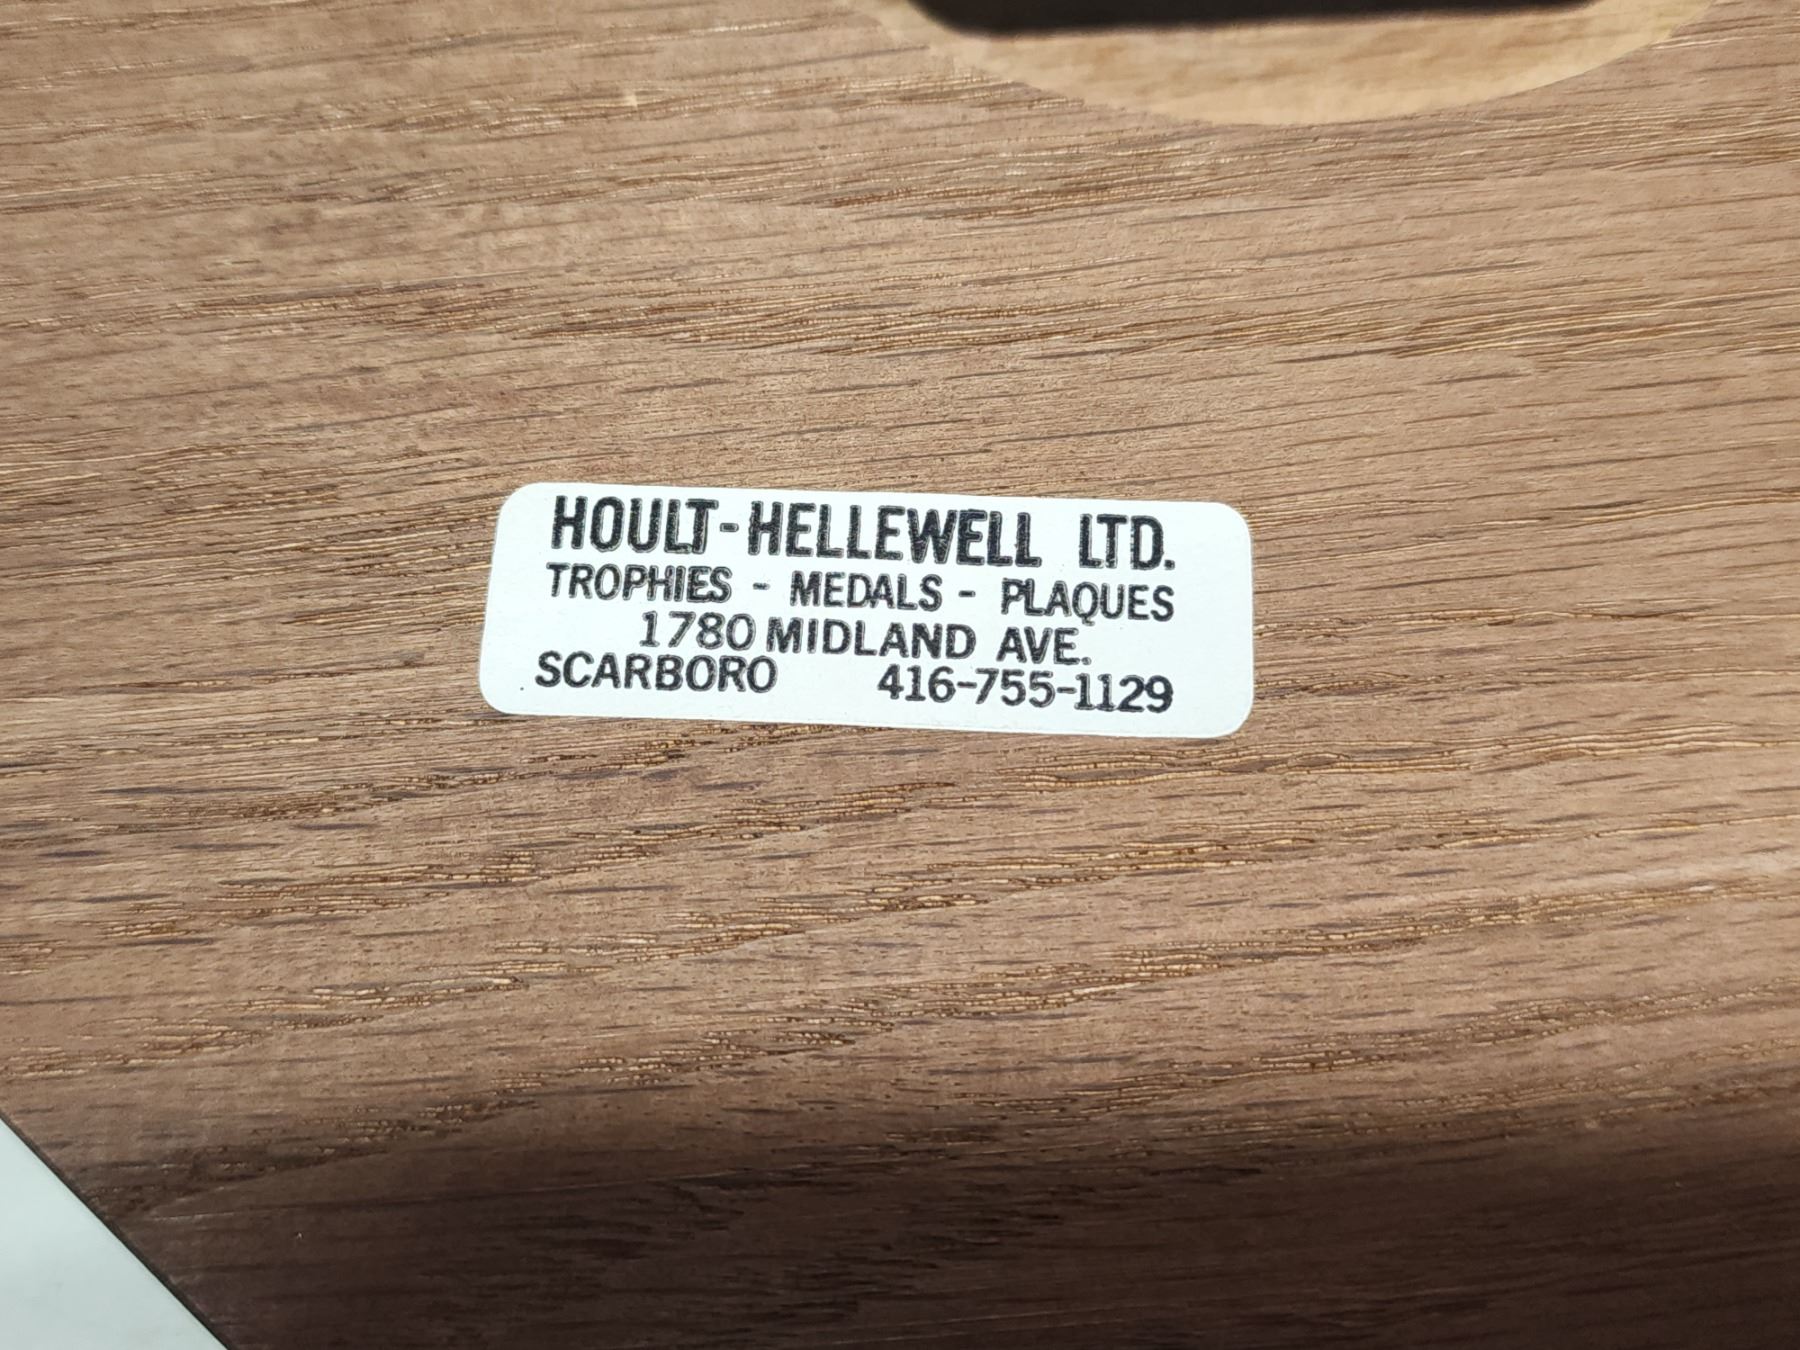 HOULT-HELLEWELL LTD.
TROPHIES - MEDALS - PLAQUES
1780 MIDLAND AVE.
SCARBORO 416-755-1129